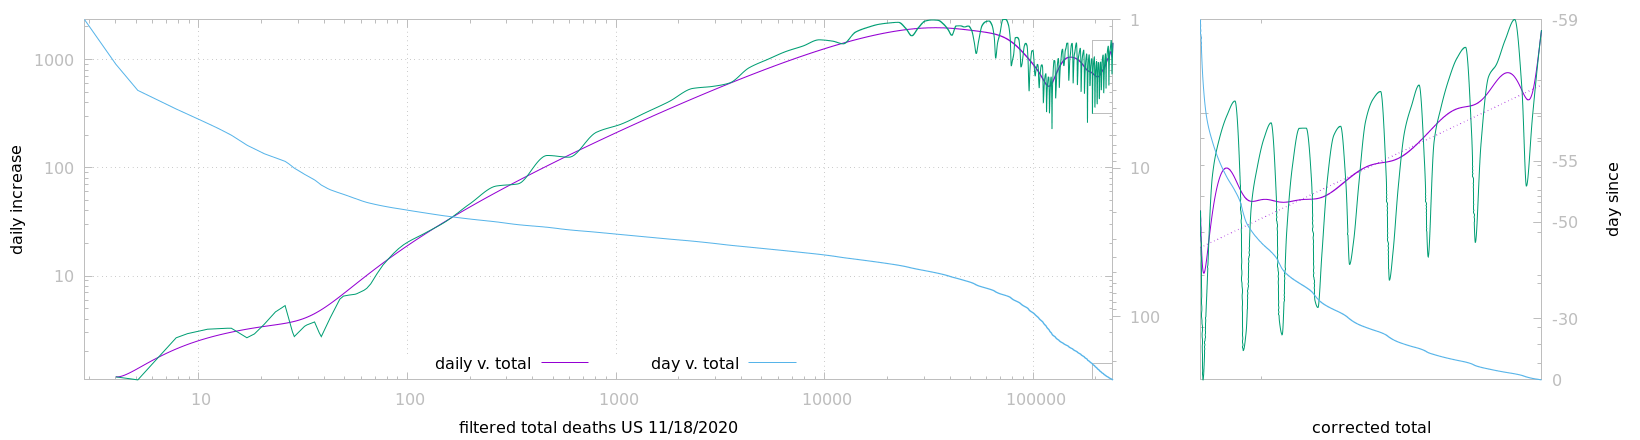 1000
100
10
daily increase
10
100
1000
10000
100000
filtered total deaths US 11/18/2020
daily v. total
day v. total
1
10
100
-59
-55
-50
-30
0
day since
corrected total